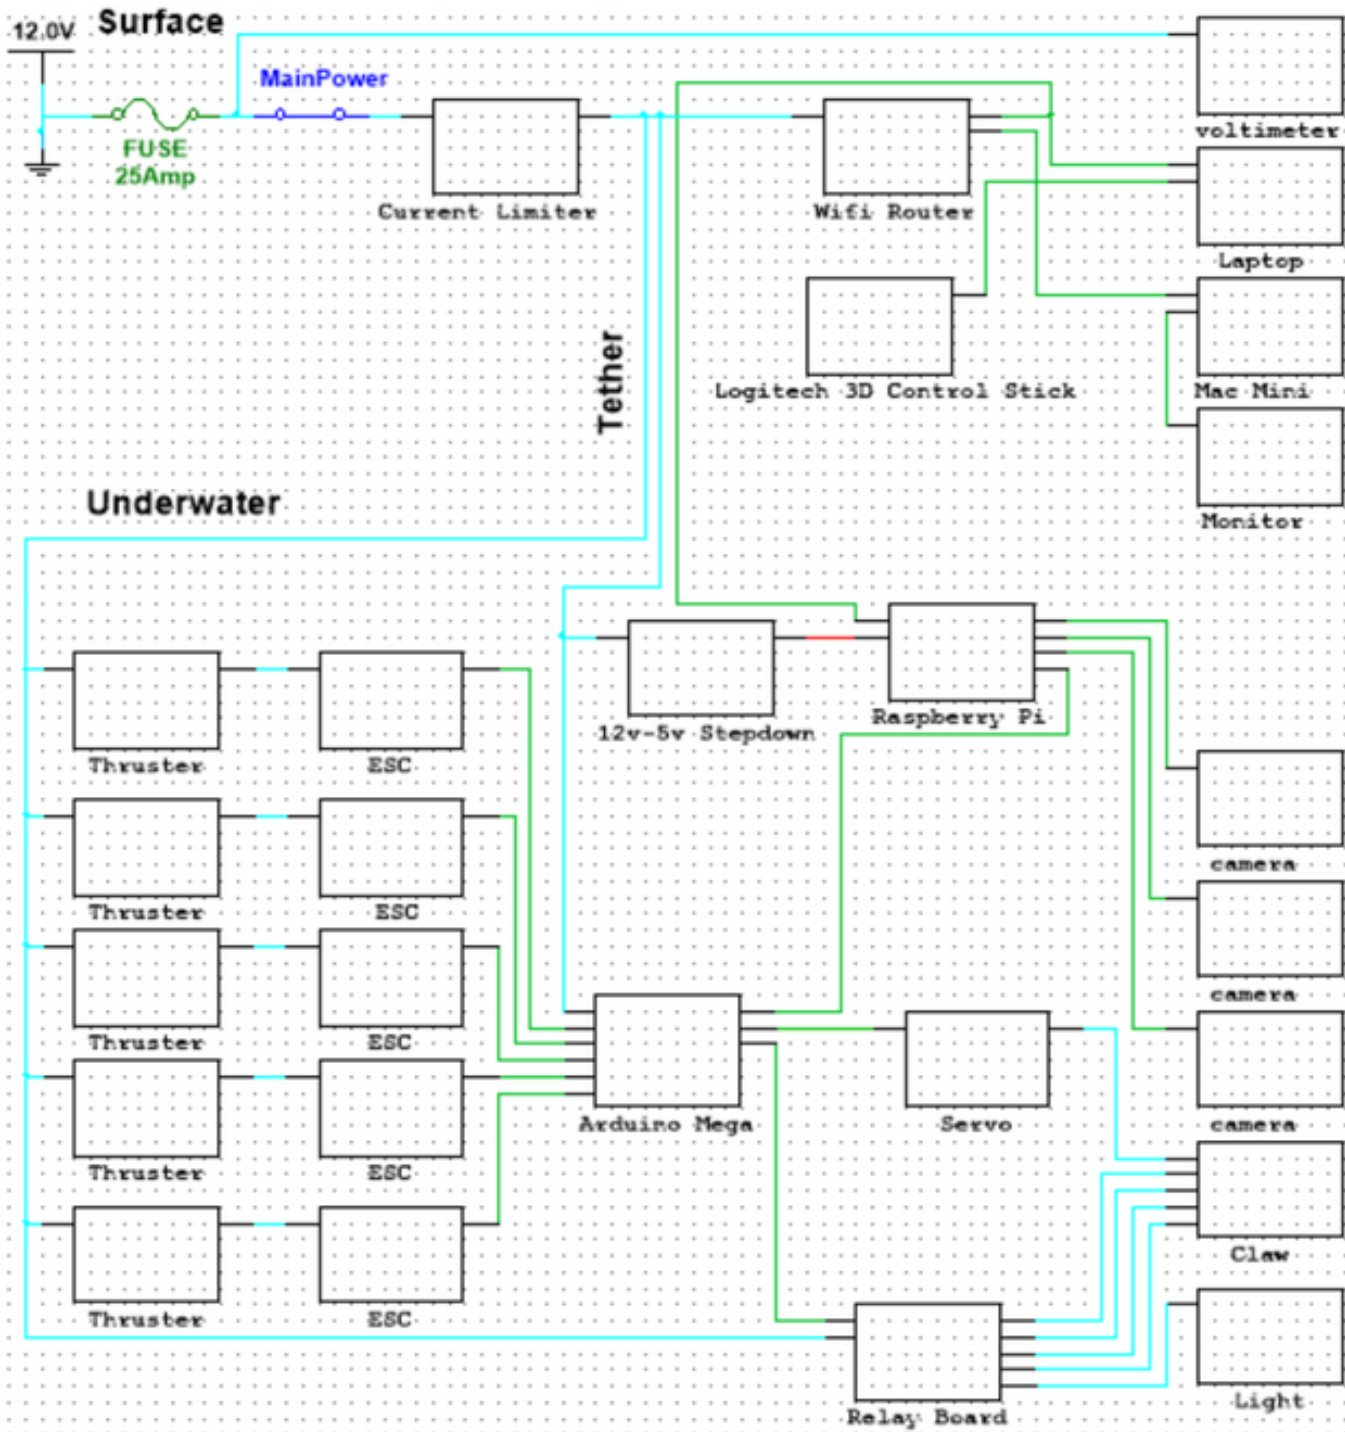 Surface
12.0V
MainPower
FUSE
25Amp
voltimeter
Current Limiter
Wifi Router
Laptop
Tether
Logitech 3D Control Stick
Mac Mini
Underwater
Monitor
Raspberry Pi
12v-5v Stepdown
Thruster
ESC
camera
Thruster
ESC
camera
Thruster
ESC
Arduino Mega
Servo
camera
Thruster
ESC
Claw
Thruster
ESC
Light
Relay Board